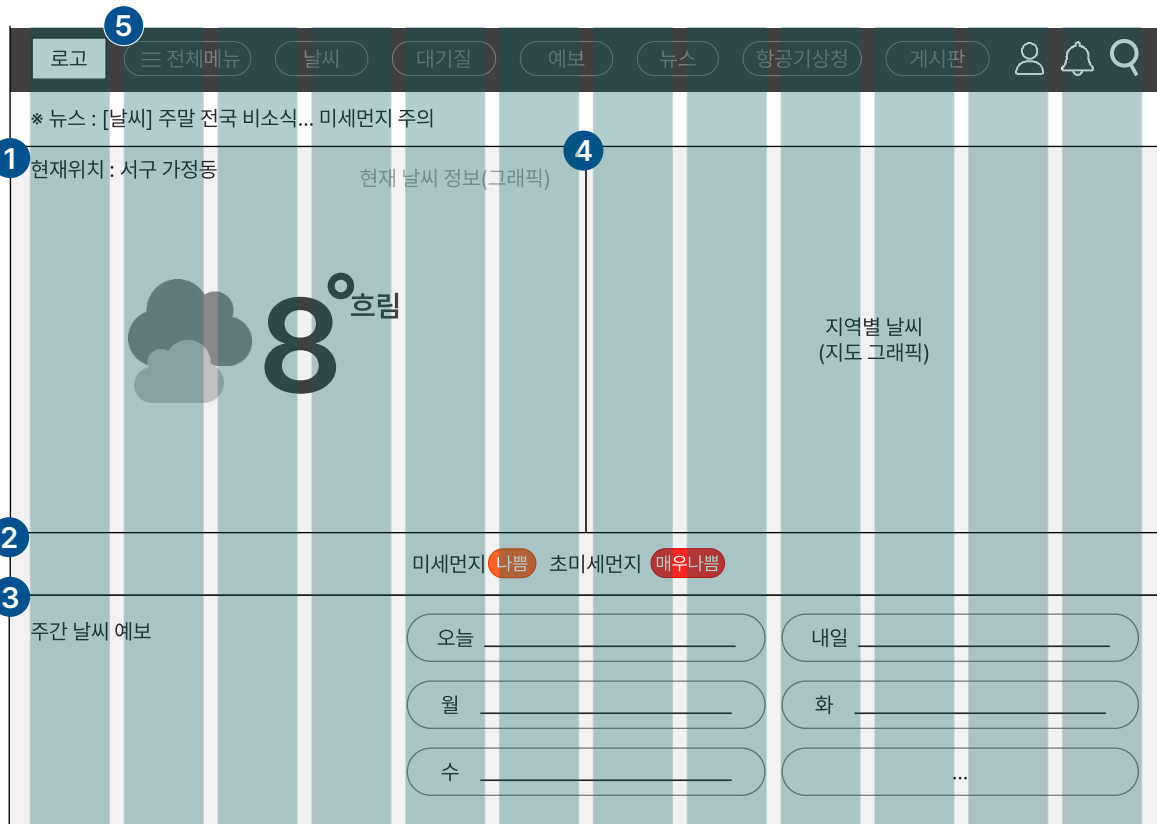 5
로고 전체메뉴 날씨 대기질 예보 뉴스 항공기상청 게시판
※ 뉴스 : [날씨] 주말 전국 비소식... 미세먼지 주의
1
4
현재위치 : 서구 가정동
현재 날씨 정보(그래픽)
8°흐림
지역별 날씨
(지도 그래픽)
2
미세먼지 나쁨 초미세먼지 매우나쁨
3
주간 날씨 예보
오늘
내일
월
화
수
...